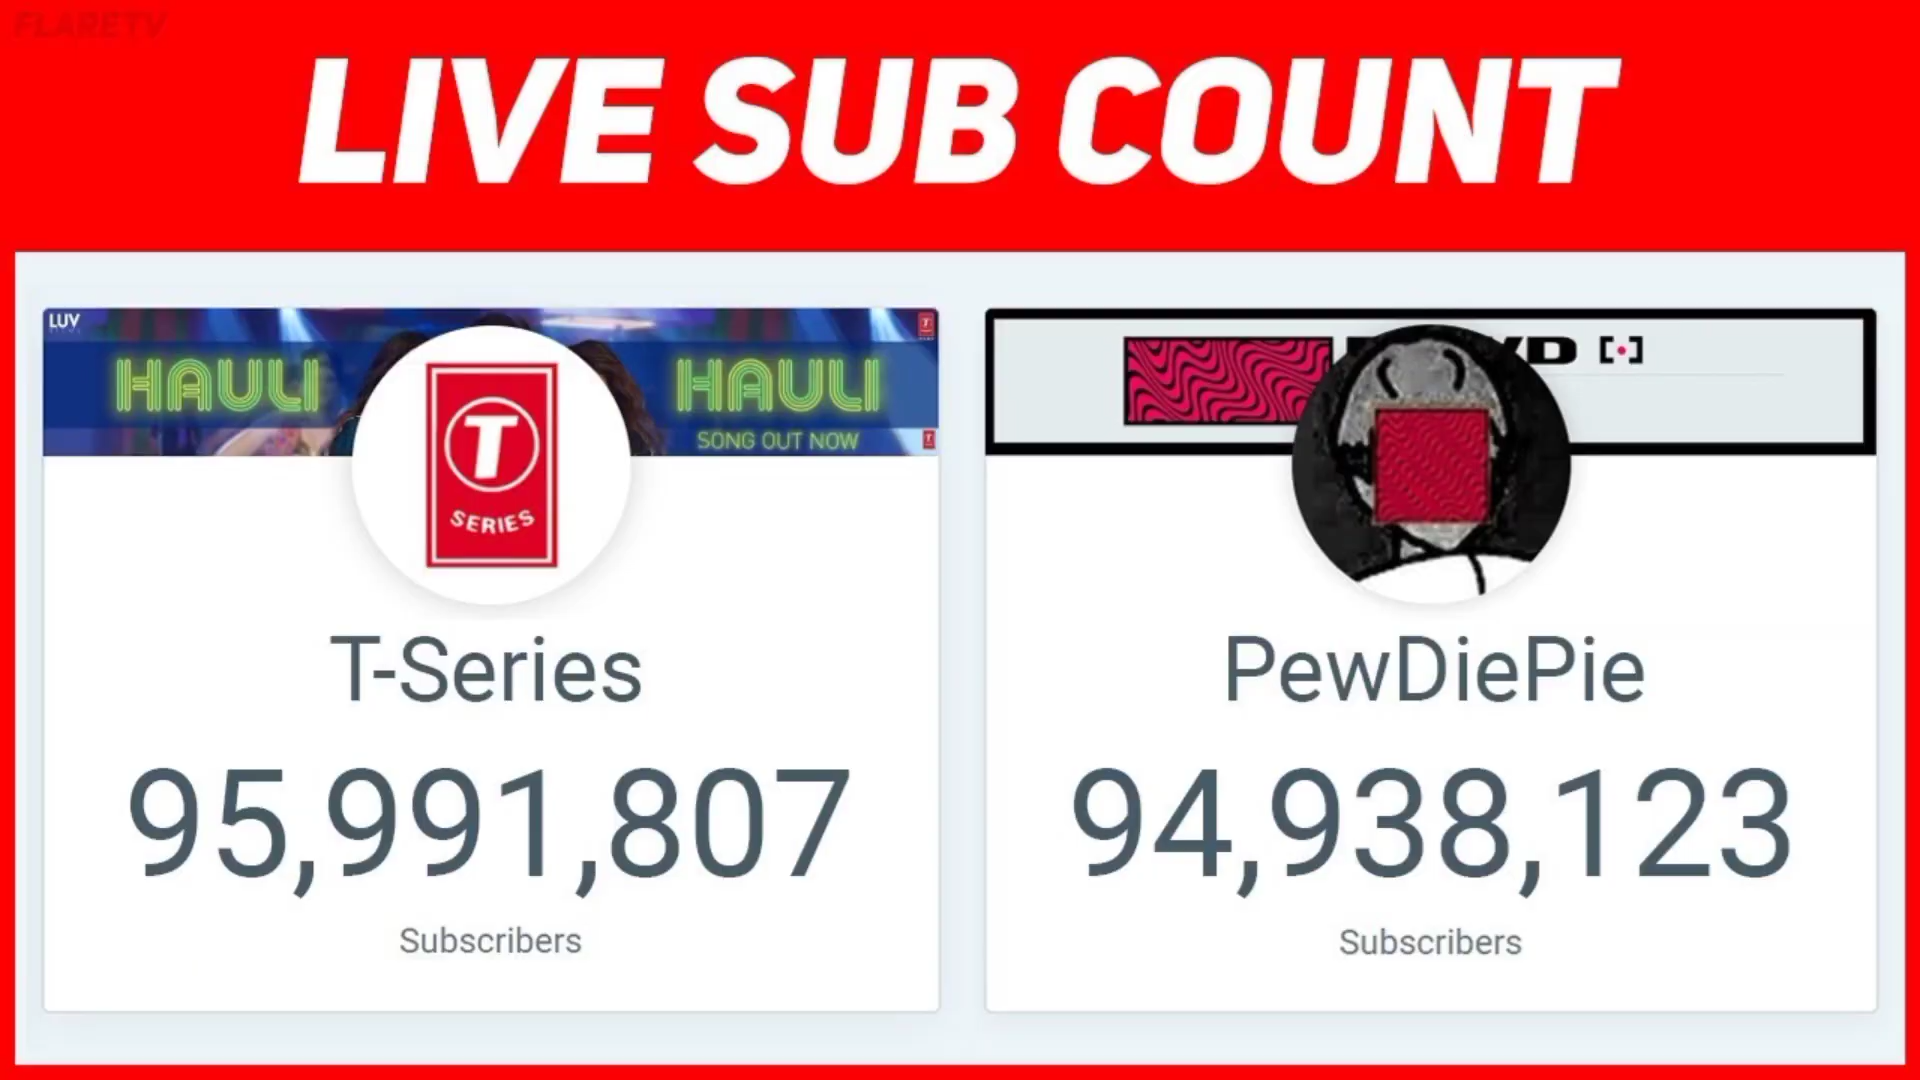 FLARETV
LIVE SUB COUNT
LUV
HAULI
HAULI
SONG OUT NOW
T
SERIES
T-Series
95,991,807
Subscribers
[·]
PewDiePie
94,938,123
Subscribers